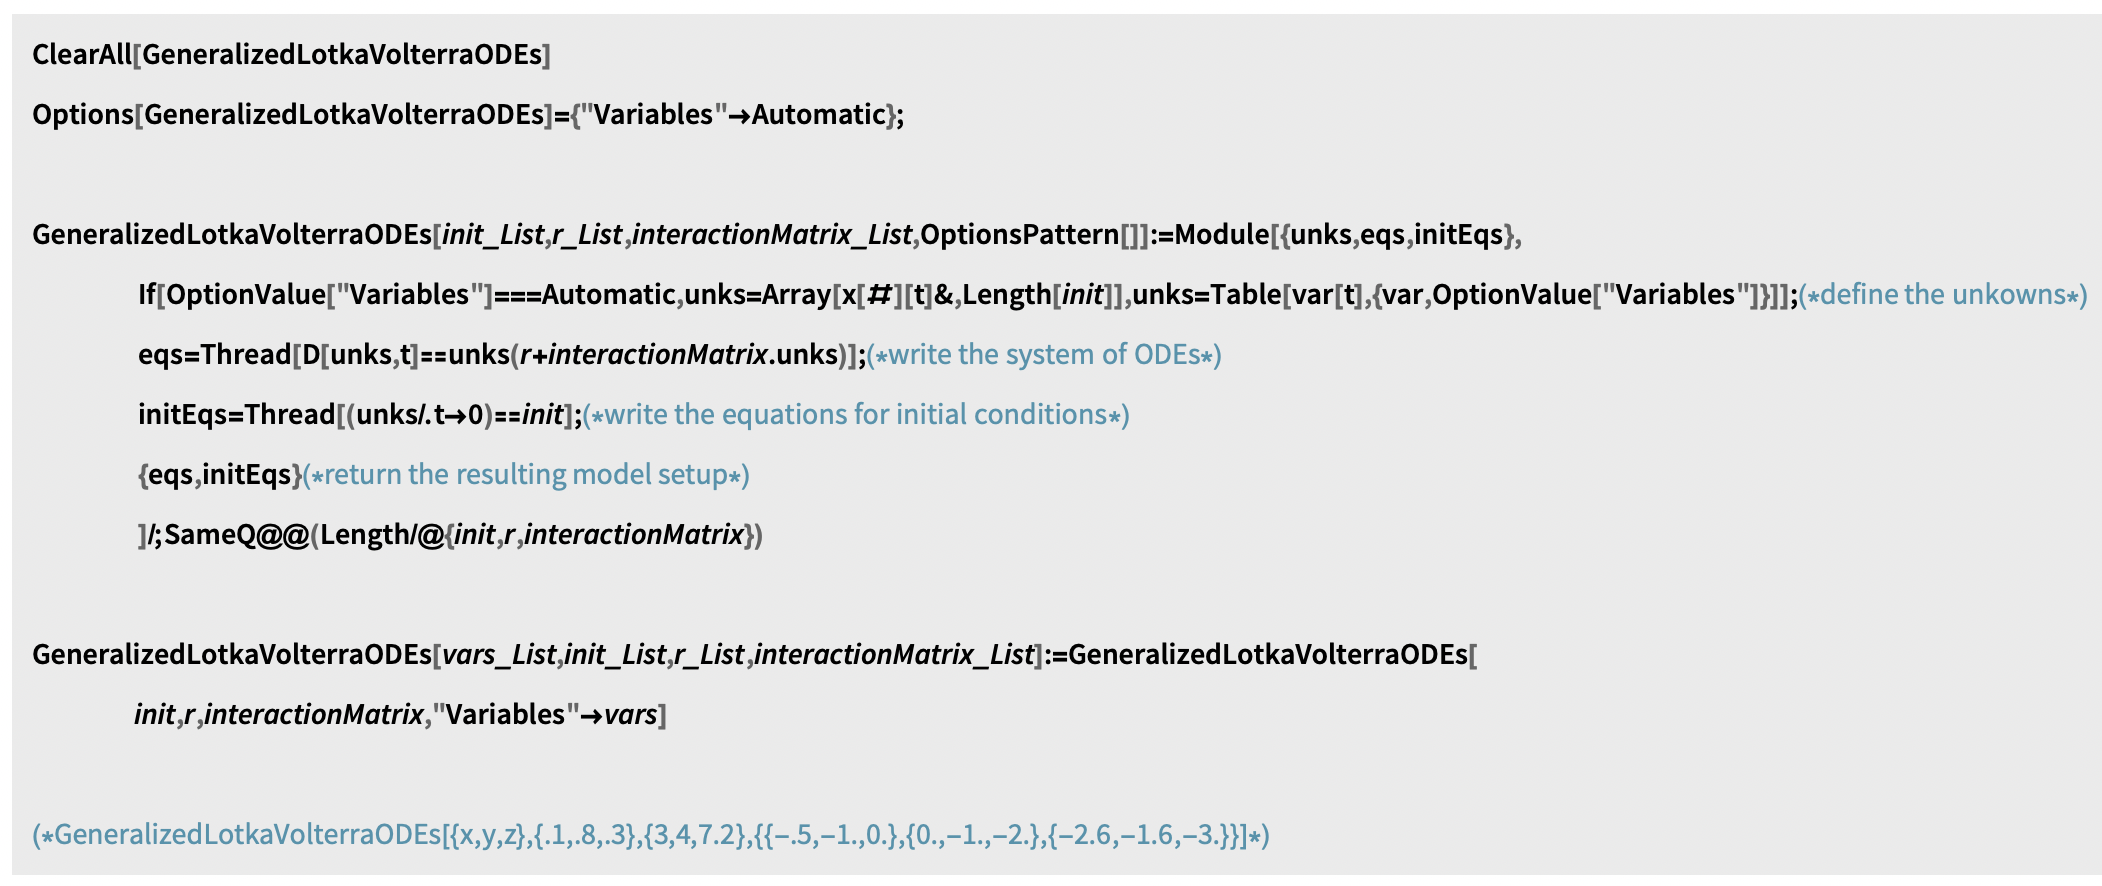 ClearAll[GeneralizedLotkaVolterraODEs]
Options[GeneralizedLotkaVolterraODEs]={"Variables"→Automatic};
GeneralizedLotkaVolterraODEs[init_List,r_List,interactionMatrix_List,OptionsPattern[]]:=Module[{unks,eqs,initEqs},
If[OptionValue["Variables"]===Automatic,unks=Array[x[#][t]&,Length[init]],unks=Table[var[t],{var,OptionValue["Variables"]}]];(*define the unkowns*)
eqs=Thread[D[unks,t]==unks(r+interactionMatrix.unks)];(*write the system of ODEs*)
initEqs=Thread[(unks/.t→0)==init];(*write the equations for initial conditions*)
{eqs,initEqs}(*return the resulting model setup*)
]/;SameQ@@(Length/@{init,r,interactionMatrix})
GeneralizedLotkaVolterraODEs[vars_List,init_List,r_List,interactionMatrix_List]:=GeneralizedLotkaVolterraODEs[
init,r,interactionMatrix,"Variables"→vars]
(*GeneralizedLotkaVolterraODEs[{x,y,z},{.1,.8,.3},{3,4,7.2},{{−.5,−1.,0.},{0.,−1.,−2.},{−2.6,−1.6,−3.}}]*)